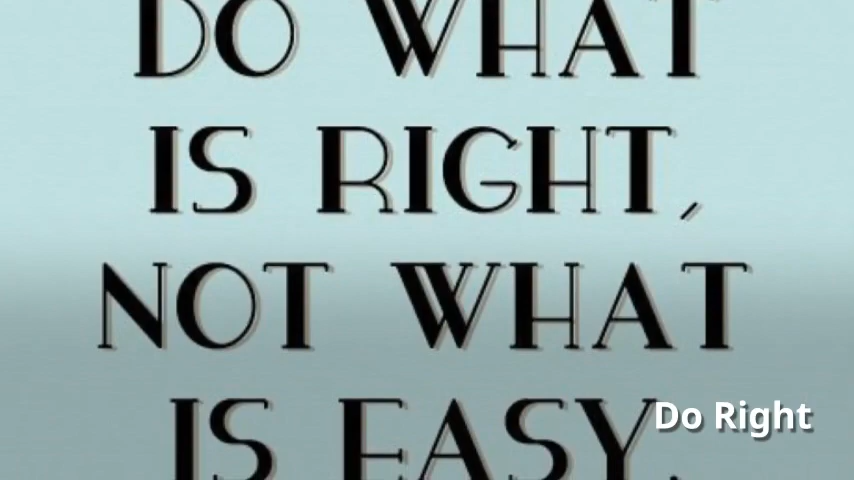 DO WHAT
IS RIGHT,
NOT WHAT
IS EASY.
Do Right